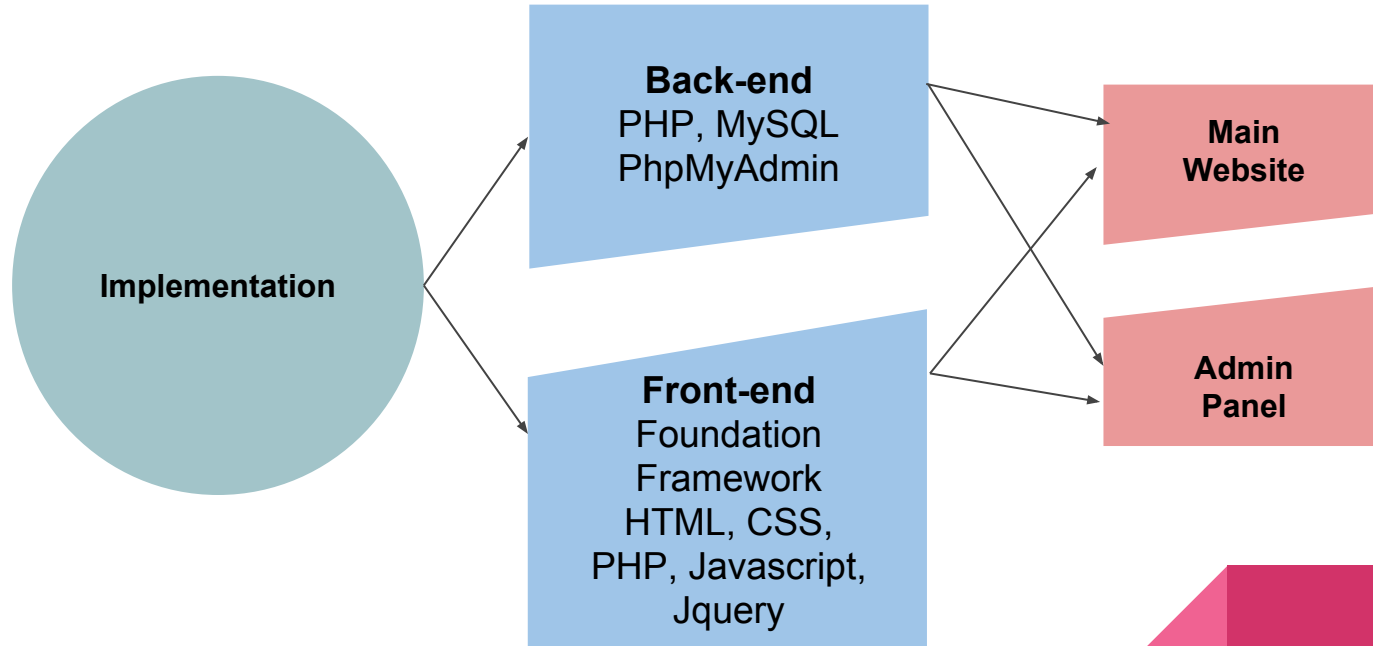 Implementation
Back-end
PHP, MySQL
PhpMyAdmin
Front-end
Foundation
Framework
HTML, CSS,
PHP, Javascript,
Jquery
Main
Website
Admin
Panel